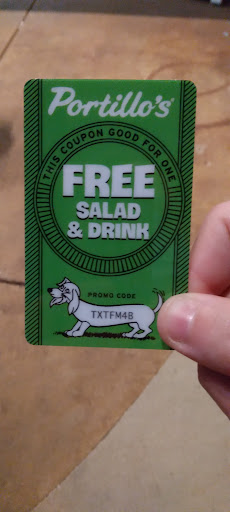 Portillo's
THIS COUPON GOOD FOR ONE
FREE
SALAD
& DRINK
PROMO CODE
TXTFM4B